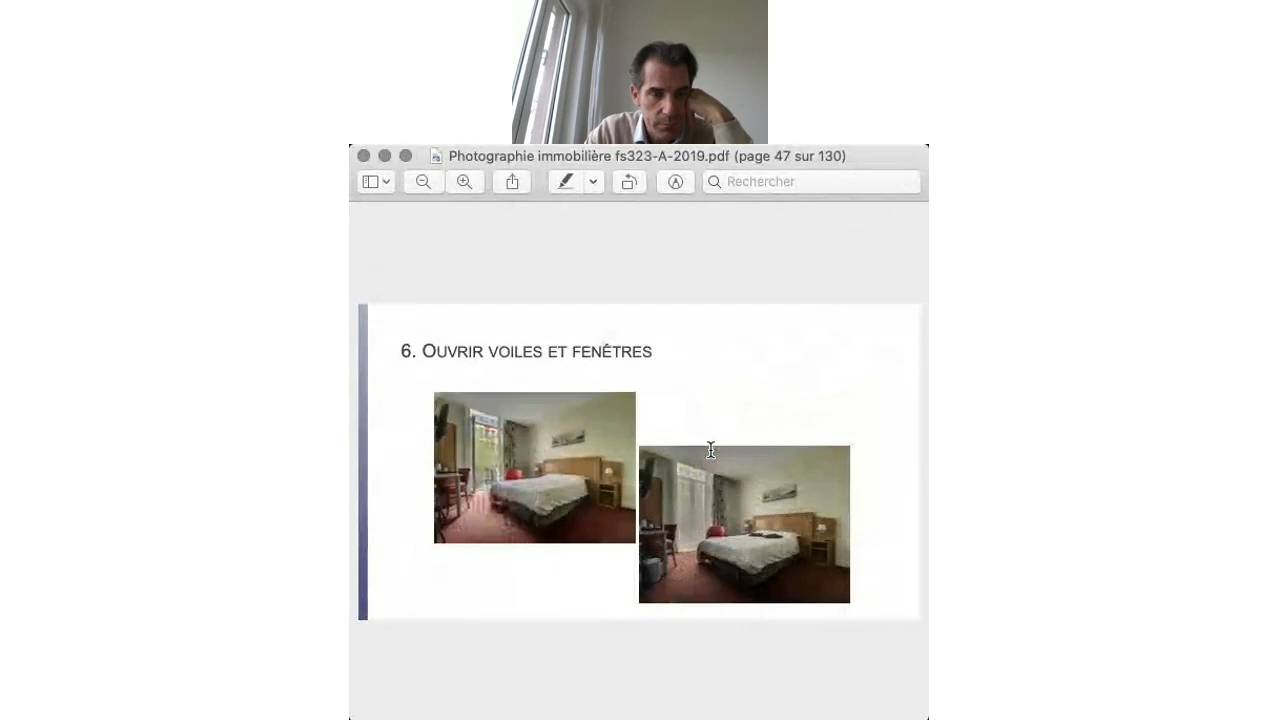 Photographie immobilière fs323-A-2019.pdf (page 47 sur 130)
Rechercher
6. OUVRIR VOILES ET FENÊTRES